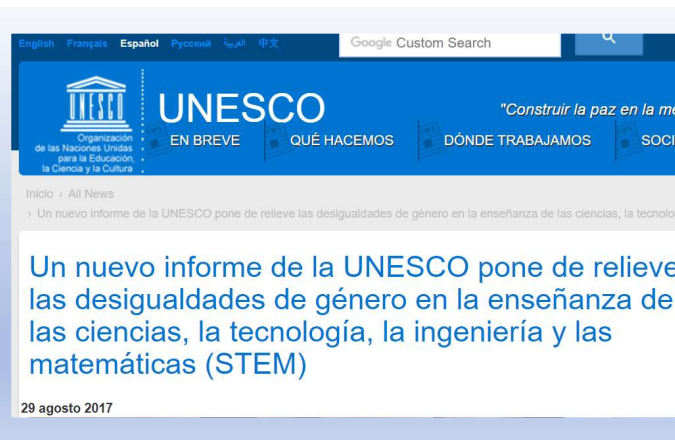 English Français Español Русский العربية 中文
Google Custom Search
UNESCO
"Construir la paz en la me
Organización
de las Naciones Unidas
para la Educación,
la Ciencia y la Cultura
EN BREVE QUÉ HACEMOS DÓNDE TRABAJAMOS SOCI
Inicio › All News
› Un nuevo informe de la UNESCO pone de relieve las desigualdades de género en la enseñanza de las ciencias, la tecnolo
Un nuevo informe de la UNESCO pone de relieve
las desigualdades de género en la enseñanza de
las ciencias, la tecnología, la ingeniería y las
matemáticas (STEM)
29 agosto 2017